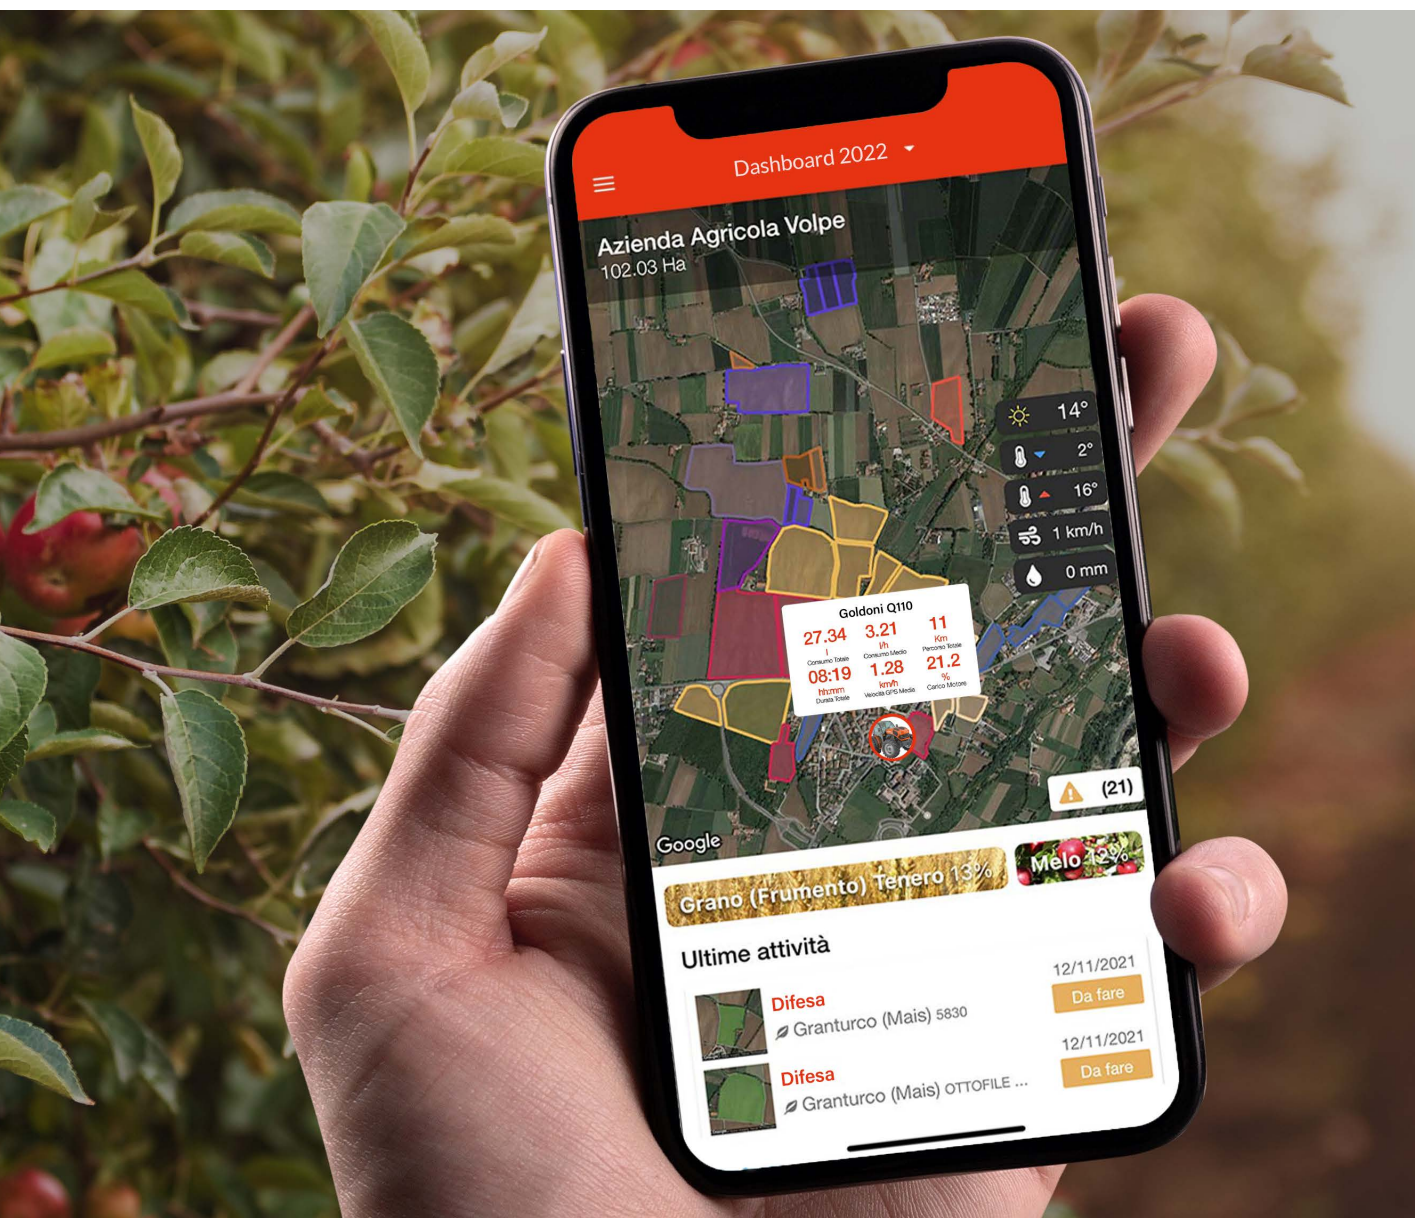 Dashboard 2022
Azienda Agricola Volpe
102.03 Ha
14°
2°
16°
1 km/h
0 mm
Goldoni Q110
27.34 3.21 11
l l/h Km
Consumo Totale Consumo Medio Percorso Totale
08:19 1.28 21.2
hh:mm km/h %
Durata Totale Velocità GPS Media Carico Motore
(21)
Google
Grano (Frumento) Tenero 13% Melo 12%
Ultime attività
Difesa 12/11/2021
Granturco (Mais) 5830 Da fare
Difesa 12/11/2021
Granturco (Mais) OTTOFILE ... Da fare